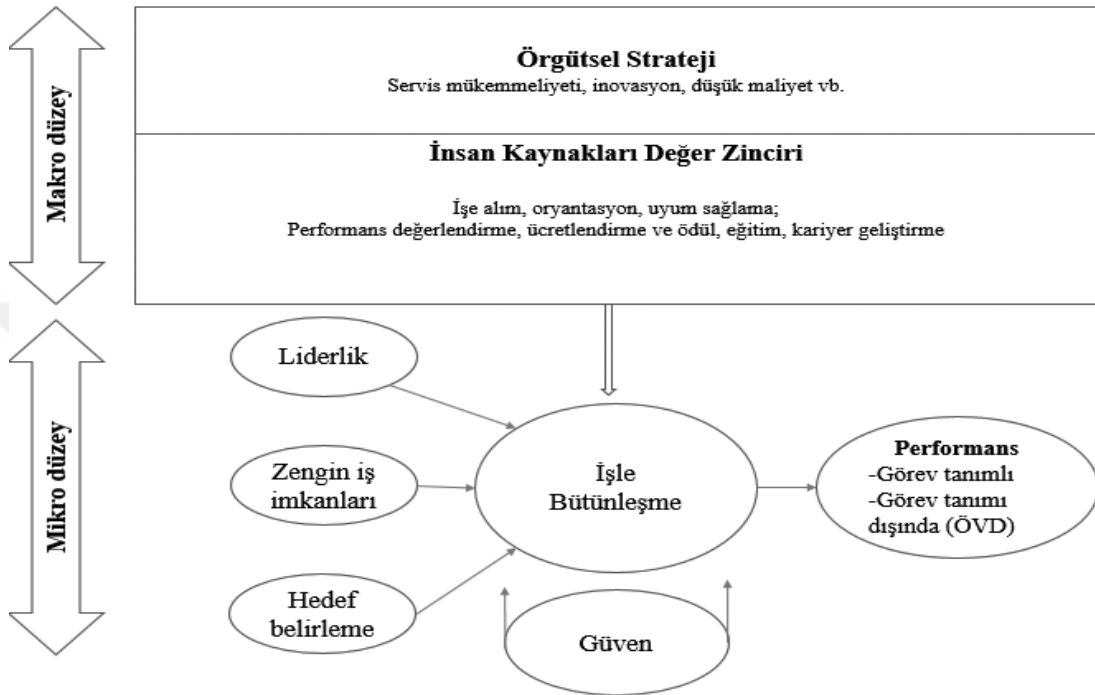 Makro düzey
Örgütsel Strateji
Servis mükemmeliyeti, inovasyon, düşük maliyet vb.
İnsan Kaynakları Değer Zinciri
İşe alım, oryantasyon, uyum sağlama;
Performans değerlendirme, ücretlendirme ve ödül, eğitim, kariyer geliştirme
Mikro düzey
Liderlik
Zengin iş
imkanları
Hedef
belirleme
İşle
Bütünleşme
Güven
Performans
-Görev tanımlı
-Görev tanımı
dışında (ÖVD)